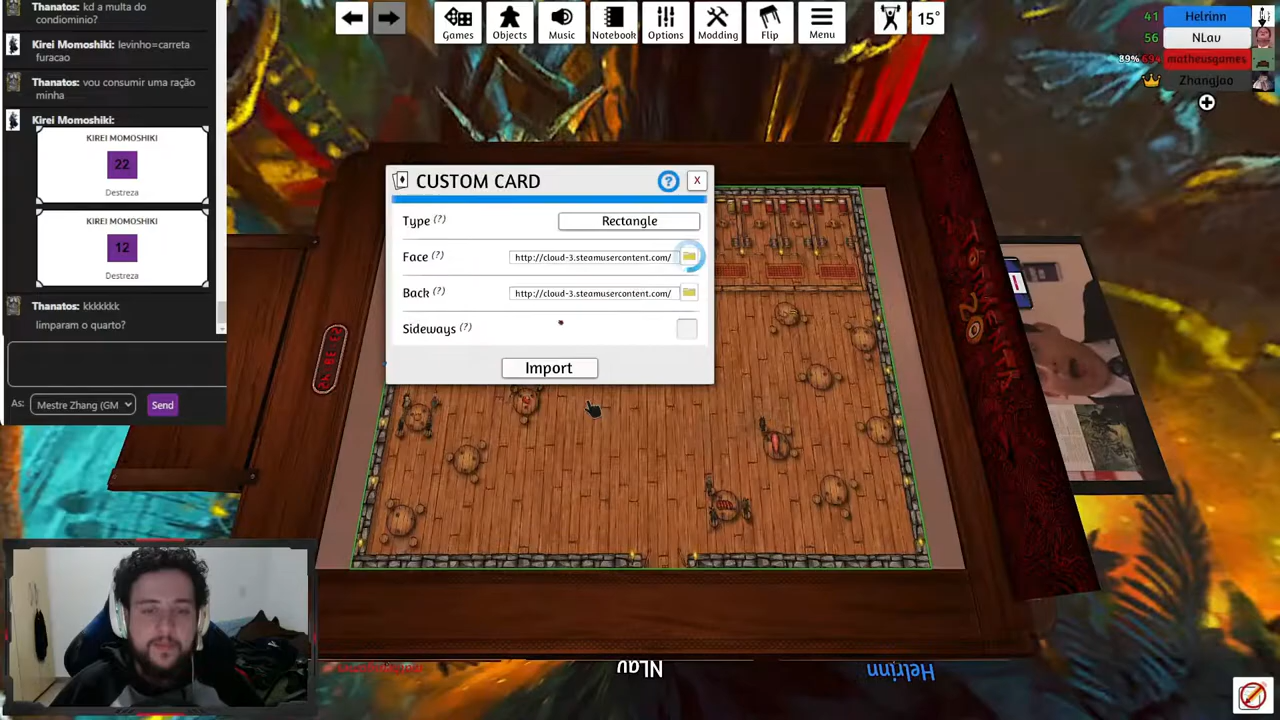 Thanatos: kd a multa do
condominio?
Kirei Momoshiki: levinho=carreta
furacao
Thanatos: vou consumir uma ração
minha
Kirei Momoshiki:
KIREI MOMOSHIKI
22
Destreza
KIREI MOMOSHIKI
12
Destreza
Thanatos: kkkkkkk
limparam o quarto?
As:
Mestre Zhang (GM
Send
Games
Objects
Music
Notebook
Options
Modding
Flip
Menu
15°
41
Helrinn
56
NLau
89%
matheusgames
Zhangjao
CUSTOM CARD
?
X
Type (?)
Rectangle
Face (?)
http://cloud-3.steamusercontent.com/
Back (?)
http://cloud-3.steamusercontent.com/
Sideways (?)
Import
NLau
Helrinn